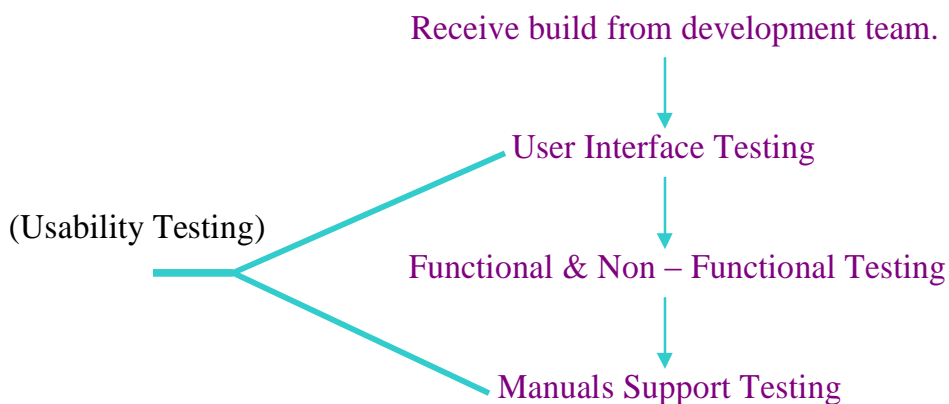 Receive build from development team.
User Interface Testing
(Usability Testing)
Functional & Non – Functional Testing
Manuals Support Testing